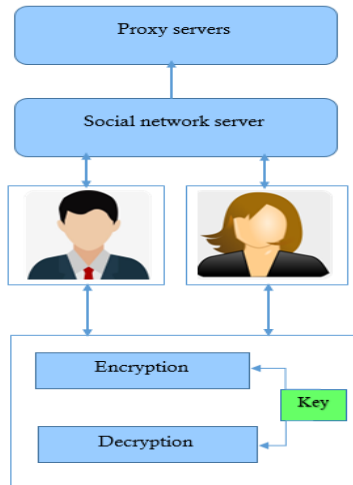 Proxy servers
Social network server
Encryption
Key
Decryption